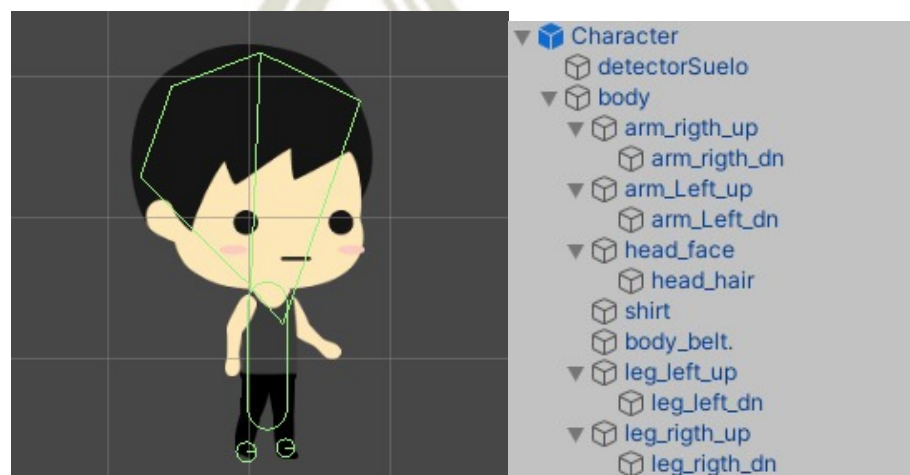 Character
detectorSuelo
body
arm_rigth_up
arm_rigth_dn
arm_Left_up
arm_Left_dn
head_face
head_hair
shirt
body_belt.
leg_left_up
leg_left_dn
leg_rigth_up
leg_rigth_dn